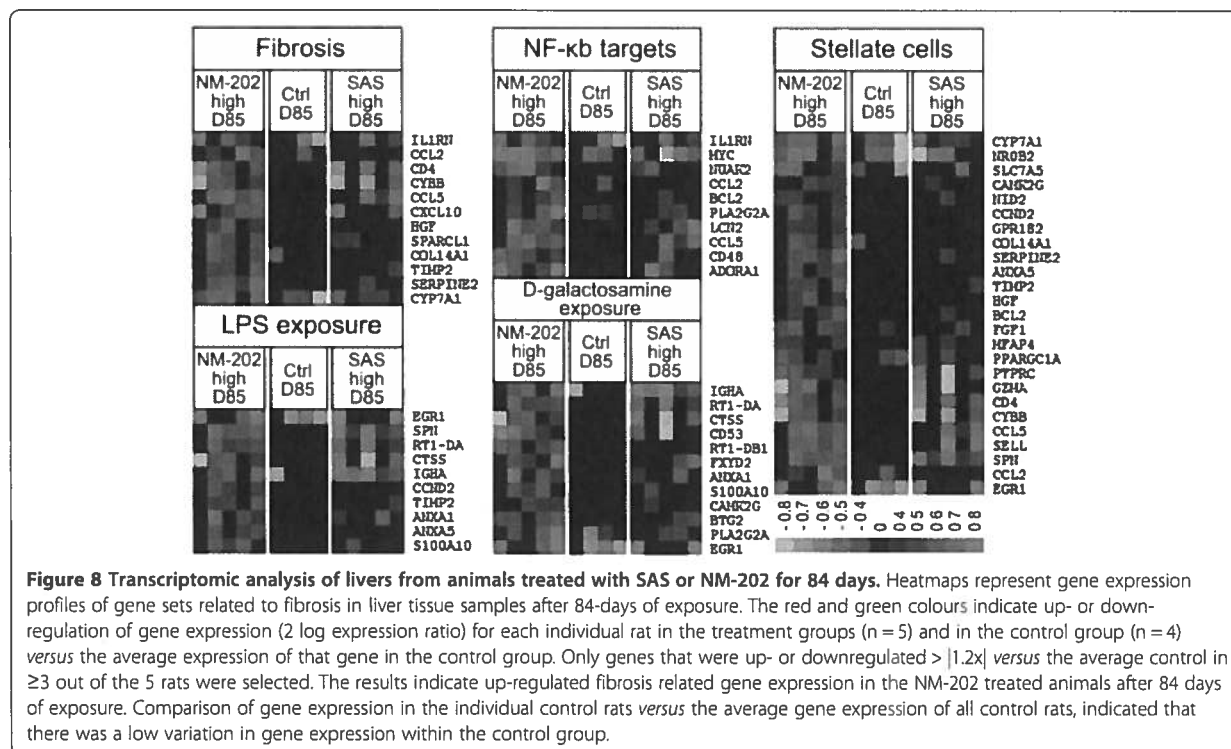 Fibrosis
NM-202 high D85
Ctrl D85
SAS high D85
IL1RN
CCL2
CD4
CYBB
CCL5
CXCL10
HGF
SPARCL1
COL14A1
TIMP2
SERPINE2
CYP7A1
LPS exposure
NM-202 high D85
Ctrl D85
SAS high D85
EGR1
SPN
RT1-DA
CTSS
IGHA
CCND2
TIMP2
ANXA1
ANXA5
S100A10
NF-κb targets
NM-202 high D85
Ctrl D85
SAS high D85
IL1RN
MYC
CCL2
BCL2
PLA2G2A
LCN2
CCL5
CD48
ADORA1
D-galactosamine exposure
NM-202 high D85
Ctrl D85
SAS high D85
IGHA
RT1-DA
CTSS
CD53
RT1-DB1
FXYD2
ANXA1
S100A10
CAMK2G
BTG2
PLA2G2A
EGR1
Stellate cells
NM-202 high D85
Ctrl D85
SAS high D85
CYP7A1
NR0B2
SLC7A5
CAMK2G
NID2
CCND2
GPR182
COL14A1
SERPINE2
ANXA5
TIMP2
HGF
BCL2
FGF1
MFAP4
PPARGC1A
PTPRC
GZMA
CD4
CYBB
CCL5
SELL
SPN
CCL2
EGR1
- 0.8
- 0.7
- 0.6
- 0.5
- 0.4
0
0.4
0.5
0.6
0.7
0.8
Figure 8 Transcriptomic analysis of livers from animals treated with SAS or NM-202 for 84 days. Heatmaps represent gene expression
profiles of gene sets related to fibrosis in liver tissue samples after 84-days of exposure. The red and green colours indicate up- or down-
regulation of gene expression (2 log expression ratio) for each individual rat in the treatment groups (n = 5) and in the control group (n = 4)
versus the average expression of that gene in the control group. Only genes that were up- or downregulated > |1.2x| versus the average control in
≥3 out of the 5 rats were selected. The results indicate up-regulated fibrosis related gene expression in the NM-202 treated animals after 84 days
of exposure. Comparison of gene expression in the individual control rats versus the average gene expression of all control rats, indicated that
there was a low variation in gene expression within the control group.